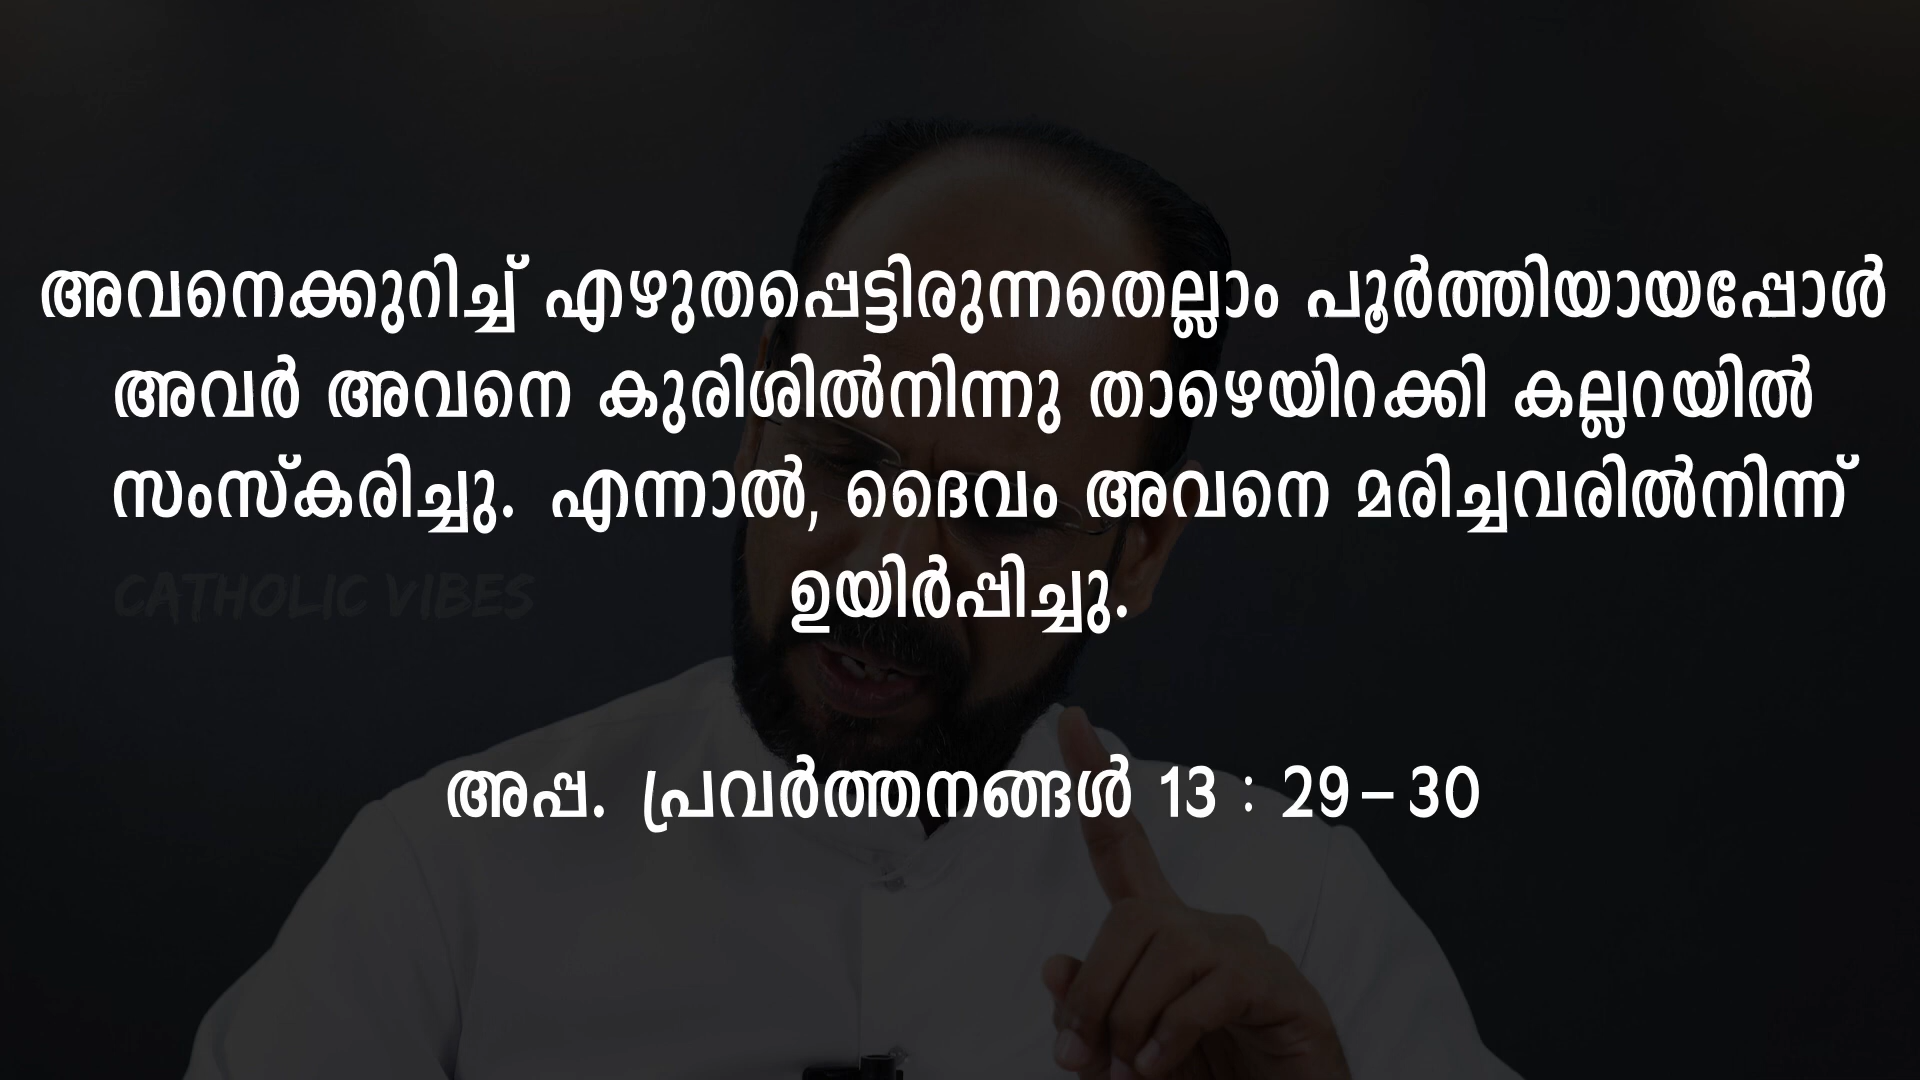 അവനെക്കുറിച്ച് എഴുതപ്പെട്ടിരുന്നതെല്ലാം പൂർത്തിയായപ്പോൾ
അവർ അവനെ കുരിശിൽനിന്നു താഴെയിറക്കി കല്ലറയിൽ
സംസ്കരിച്ചു. എന്നാൽ, ദൈവം അവനെ മരിച്ചവരിൽനിന്ന്
ഉയിർപ്പിച്ചു.
CATHOLIC VIBES
അപ്പ. പ്രവർത്തനങ്ങൾ 13 : 29-30